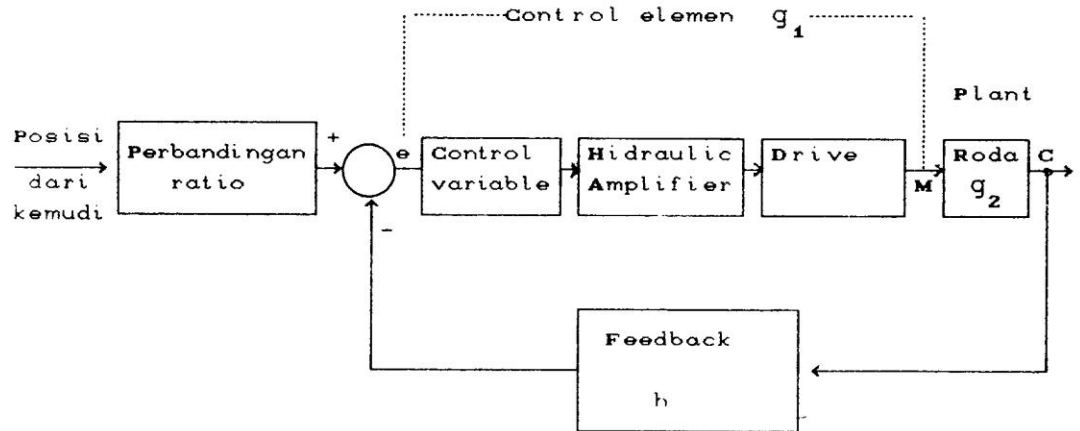 Control elemen g1
Plant
Posisi
dari
kemudi
Perbandingan
ratio
+
-
e
Control
variable
Hidraulic
Amplifier
Drive
M
Roda
g2
C
Feedback
h